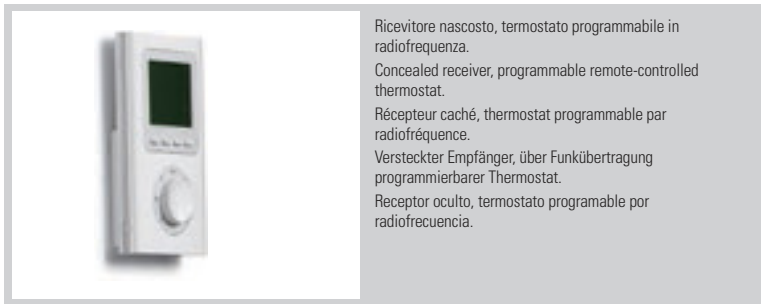 Ricevitore nascosto, termostato programmabile in
radiofrequenza.
Concealed receiver, programmable remote-controlled
thermostat.
Récepteur caché, thermostat programmable par
radiofréquence.
Versteckter Empfänger, über Funkübertragung
programmierbarer Thermostat.
Receptor oculto, termostato programable por
radiofrecuencia.